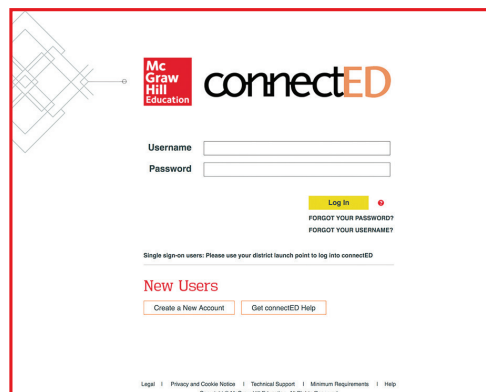 Mc
Graw
Hill
Education
connectED
Username
Password
Log In ?
FORGOT YOUR PASSWORD?
FORGOT YOUR USERNAME?
Single sign-on users: Please use your district launch point to log into connectED
New Users
Create a New Account Get connectED Help
Legal | Privacy and Cookie Notice | Technical Support | Minimum Requirements | Help